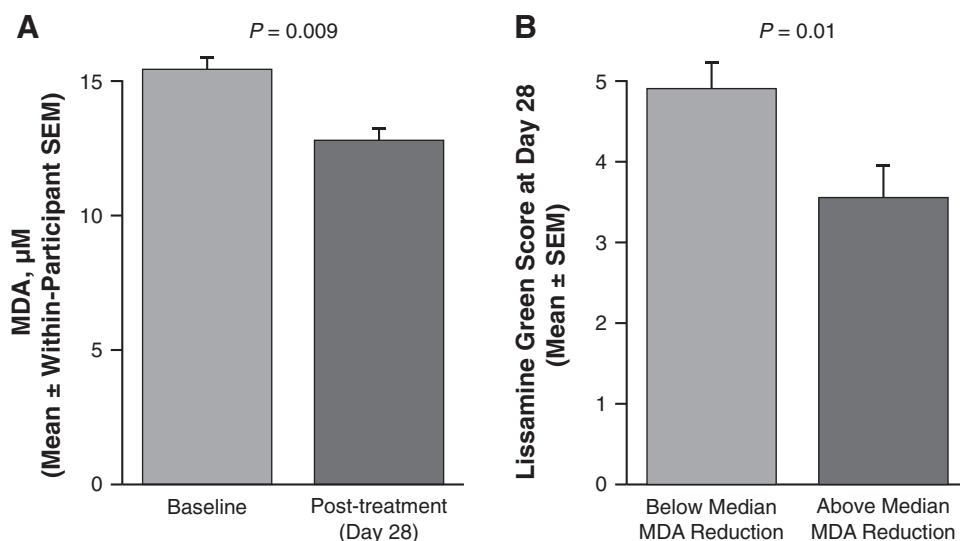 A
P = 0.009
MDA, µM
(Mean ± Within-Participant SEM)
15
10
5
0
Baseline
Post-treatment
(Day 28)
B
P = 0.01
Lissamine Green Score at Day 28
(Mean ± SEM)
5
4
3
2
1
0
Below Median
MDA Reduction
Above Median
MDA Reduction